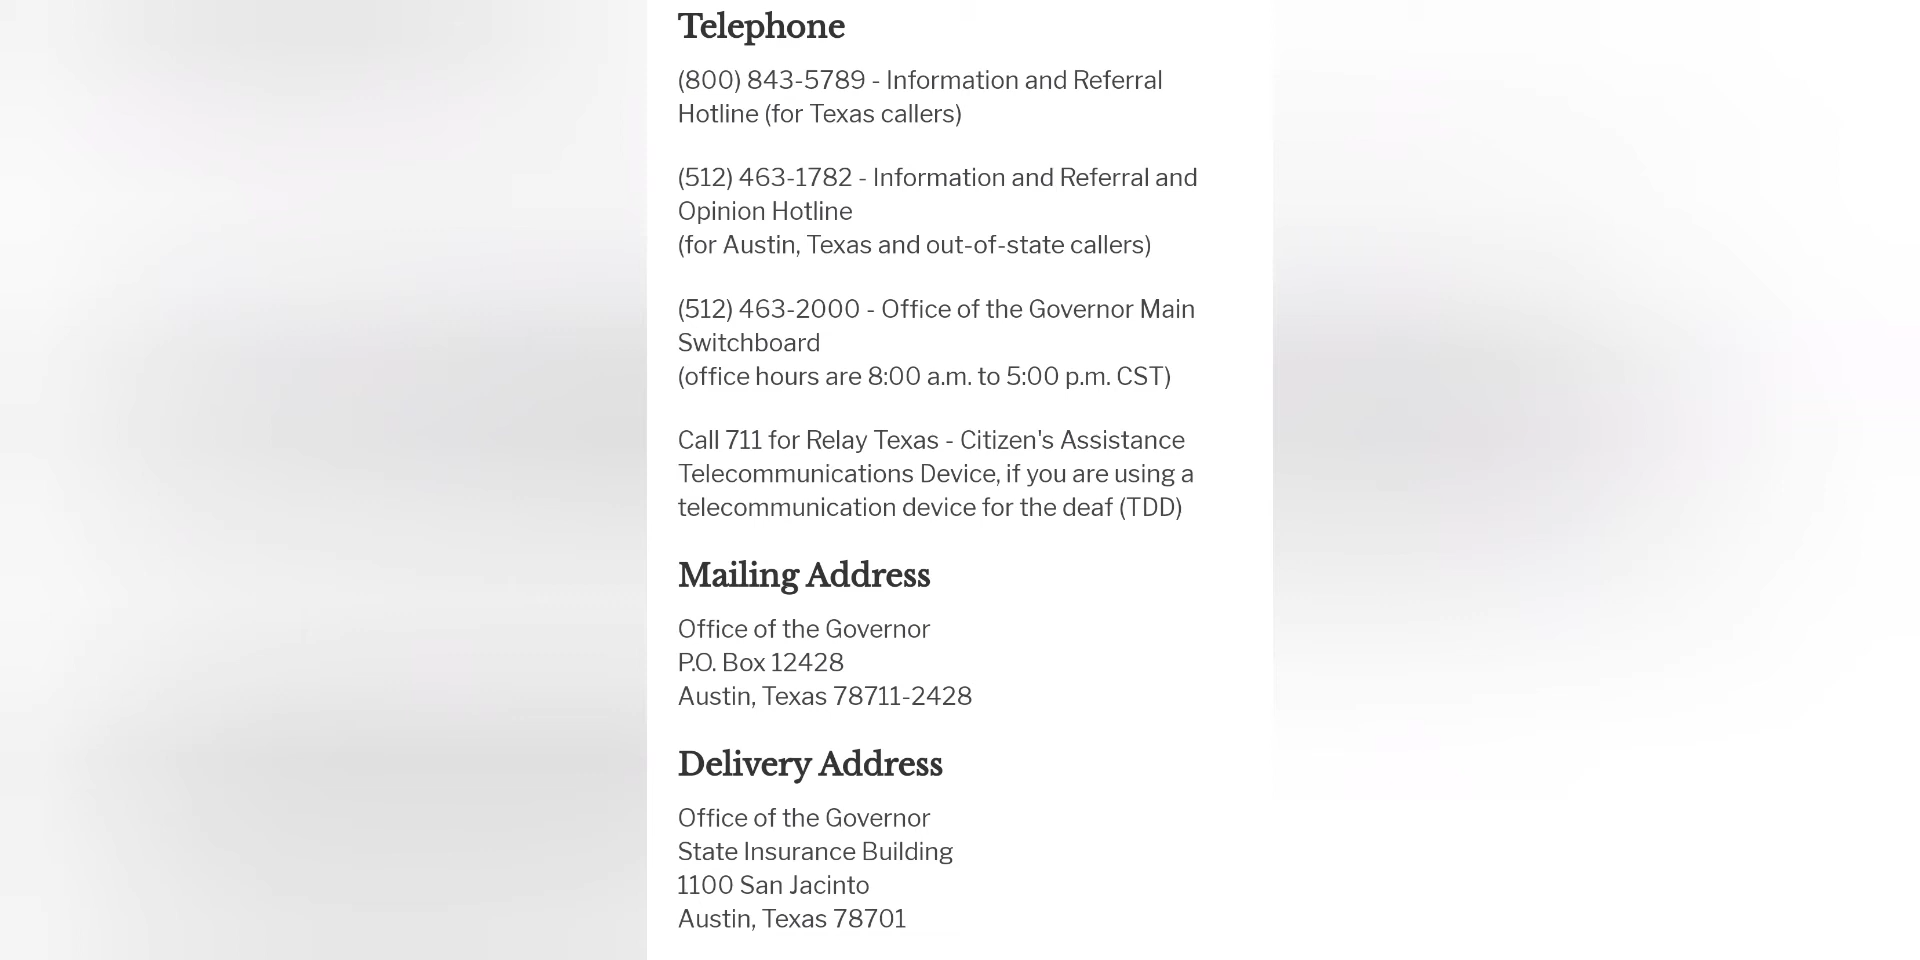 Telephone
(800) 843-5789 - Information and Referral
Hotline (for Texas callers)
(512) 463-1782 - Information and Referral and
Opinion Hotline
(for Austin, Texas and out-of-state callers)
(512) 463-2000 - Office of the Governor Main
Switchboard
(office hours are 8:00 a.m. to 5:00 p.m. CST)
Call 711 for Relay Texas - Citizen's Assistance
Telecommunications Device, if you are using a
telecommunication device for the deaf (TDD)
Mailing Address
Office of the Governor
P.O. Box 12428
Austin, Texas 78711-2428
Delivery Address
Office of the Governor
State Insurance Building
1100 San Jacinto
Austin, Texas 78701